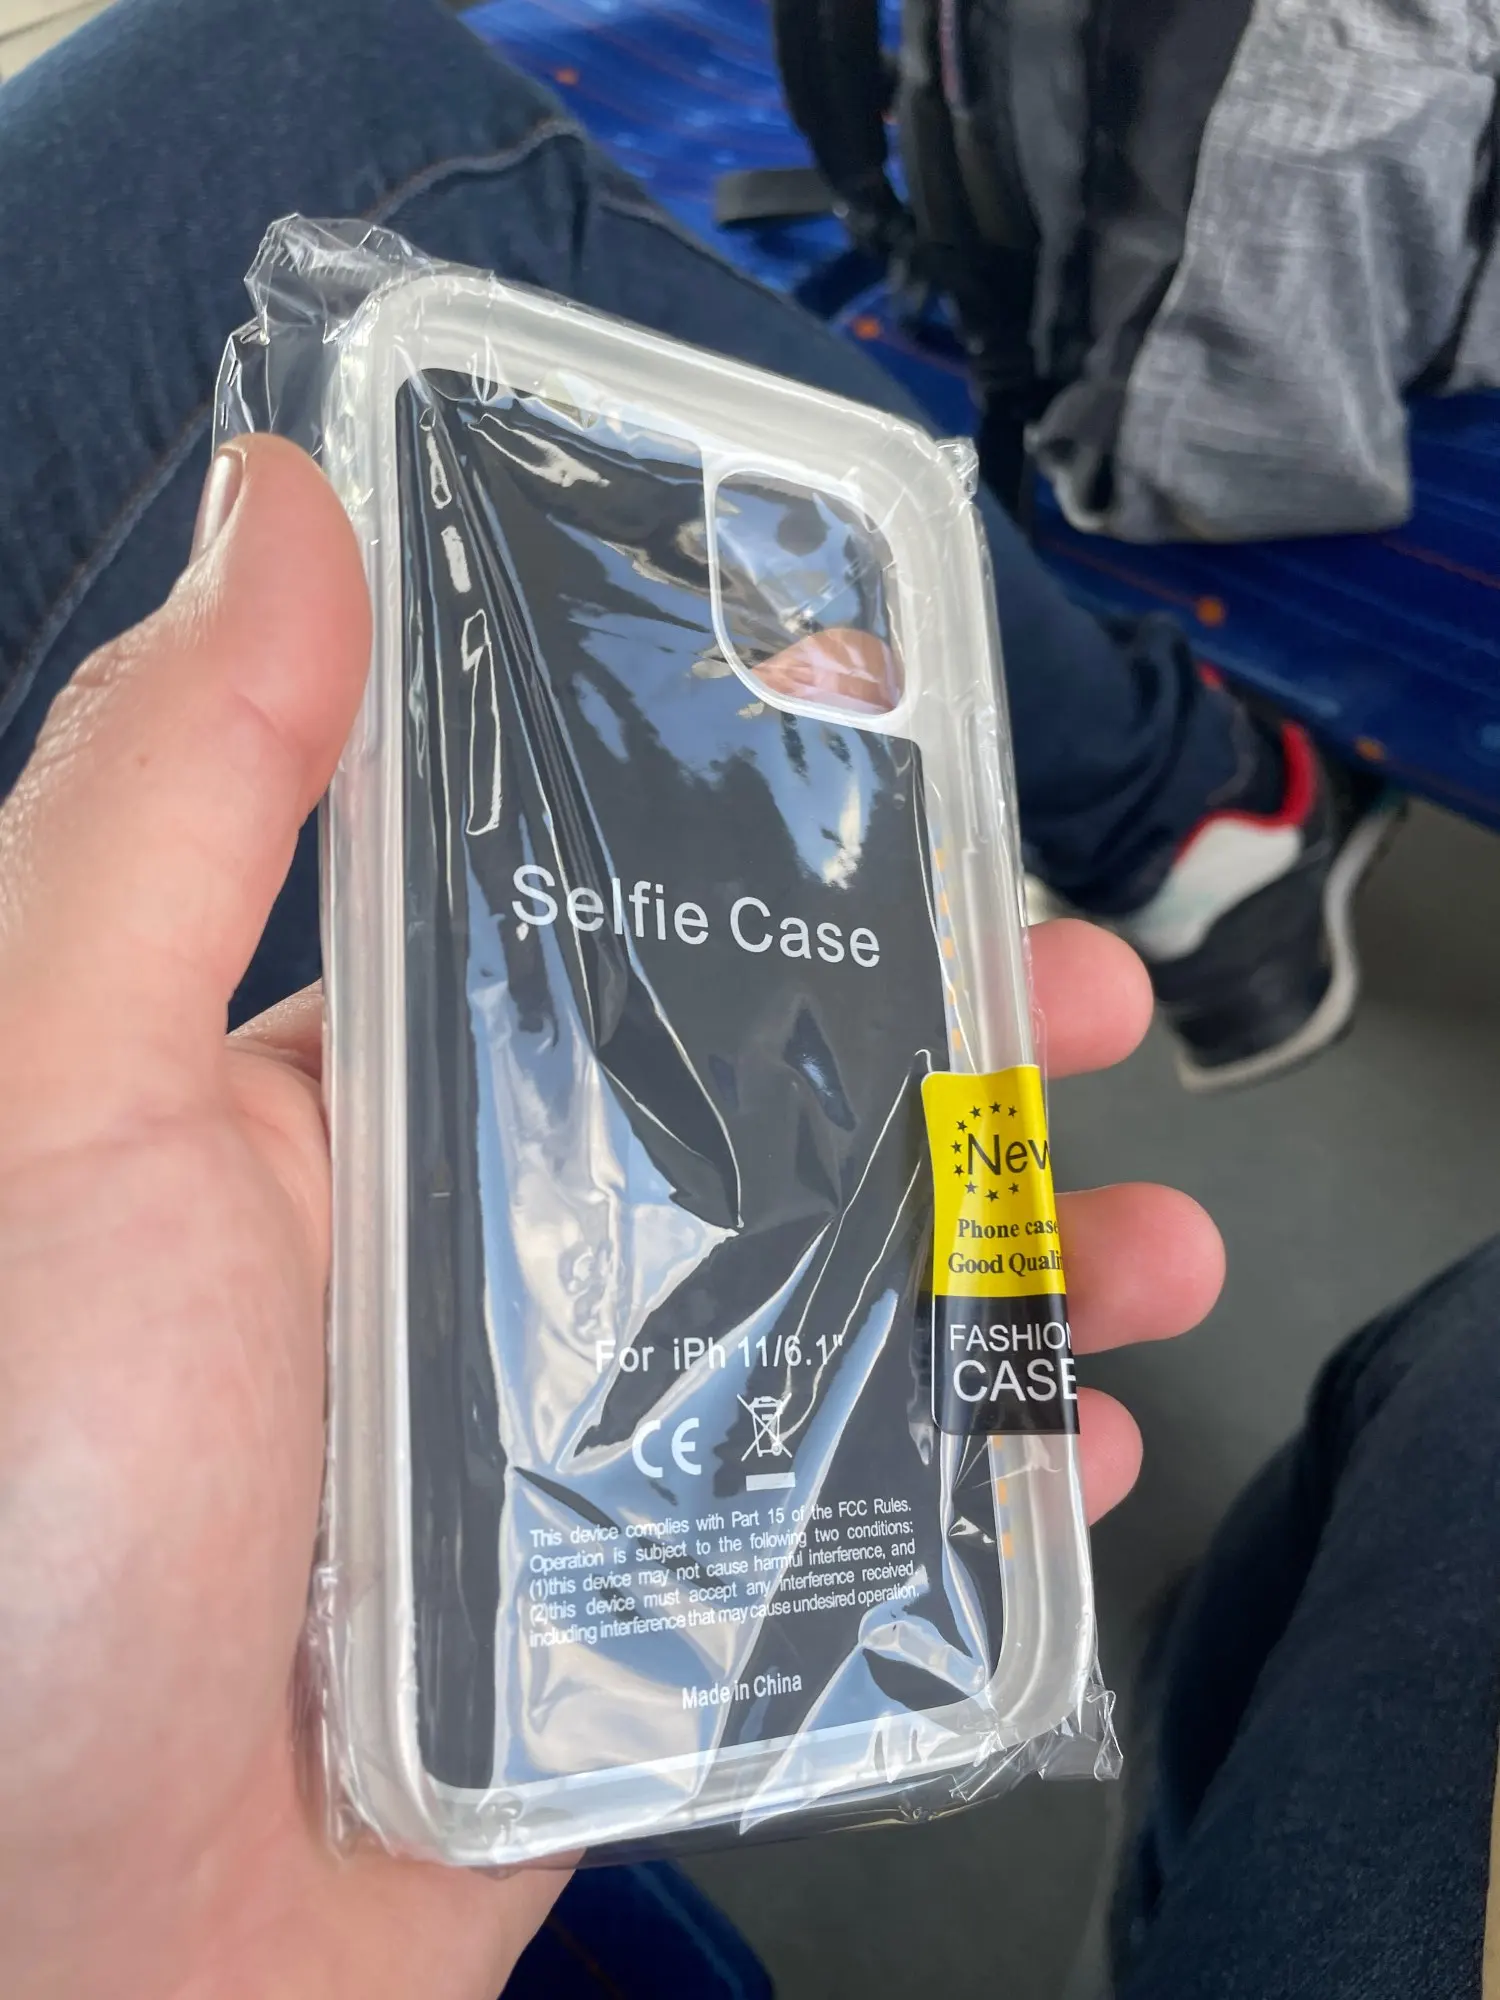 Selfie Case
New
Phone case
Good Quali
FASHION
CASE
For iPh 11/6.1"
CE
This device complies with Part 15 of the FCC Rules.
Operation is subject to the following two conditions:
(1)this device may not cause harmful interference, and
(2)this device must accept any interference received,
including interference that may cause undesired operation.
Made in China